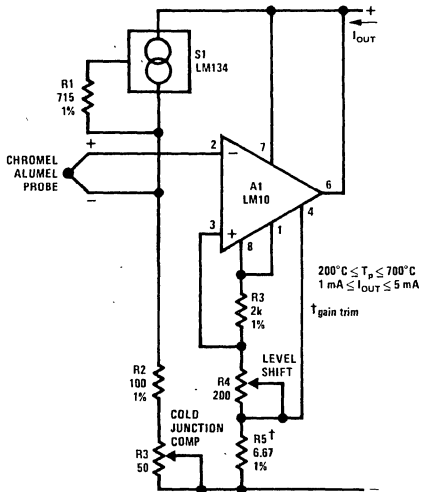 +
I OUT
S1
LM134
R1
715
1%
+
CHROMEL
ALUMEL
PROBE
−
2
−
7
A1
LM10
6
4
3
+
8
1
200°C ≤ Tp ≤ 700°C
1 mA ≤ IOUT ≤ 5 mA
† gain trim
R3
2k
1%
LEVEL
SHIFT
R4
200
R2
100
1%
COLD
JUNCTION
COMP
R3
50
R5†
6.67
1%
−